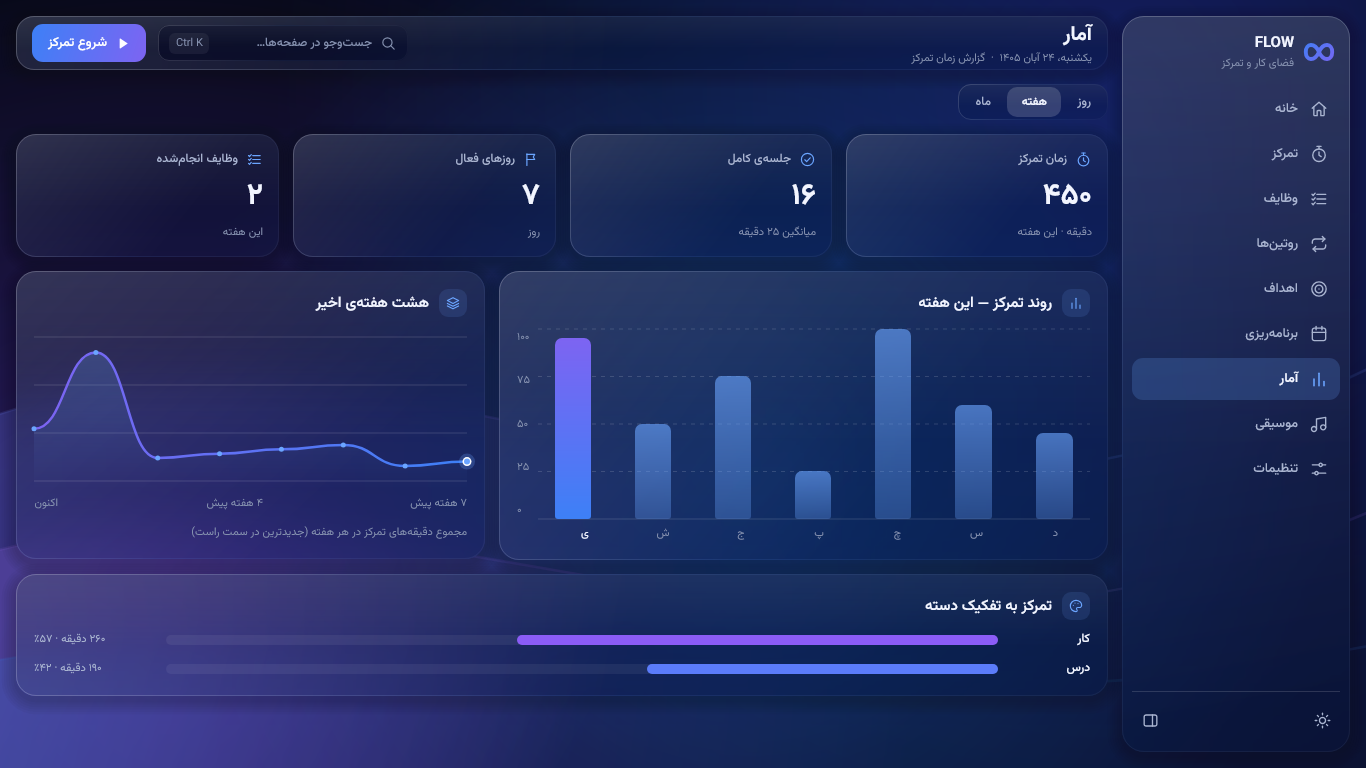 FLOW
فضای کار و تمرکز
خانه
تمرکز
وظایف
روتین‌ها
اهداف
برنامه‌ریزی
آمار
موسیقی
تنظیمات
آمار
یکشنبه، ۲۴ آبان ۱۴۰۵ · گزارش زمان تمرکز
جست‌وجو در صفحه‌ها…
Ctrl K
شروع تمرکز
روز هفته ماه
زمان تمرکز
۴۵۰
دقیقه · این هفته
جلسه‌ی کامل
۱۶
میانگین ۲۵ دقیقه
روزهای فعال
۷
روز
وظایف انجام‌شده
۲
این هفته
روند تمرکز — این هفته
۱۰۰
۷۵
۵۰
۲۵
۰
د س چ پ ج ش ی
هشت هفته‌ی اخیر
۷ هفته پیش ۴ هفته پیش اکنون
مجموع دقیقه‌های تمرکز در هر هفته (جدیدترین در سمت راست)
تمرکز به تفکیک دسته
کار ۲۶۰ دقیقه · ۵۷٪
درس ۱۹۰ دقیقه · ۴۲٪